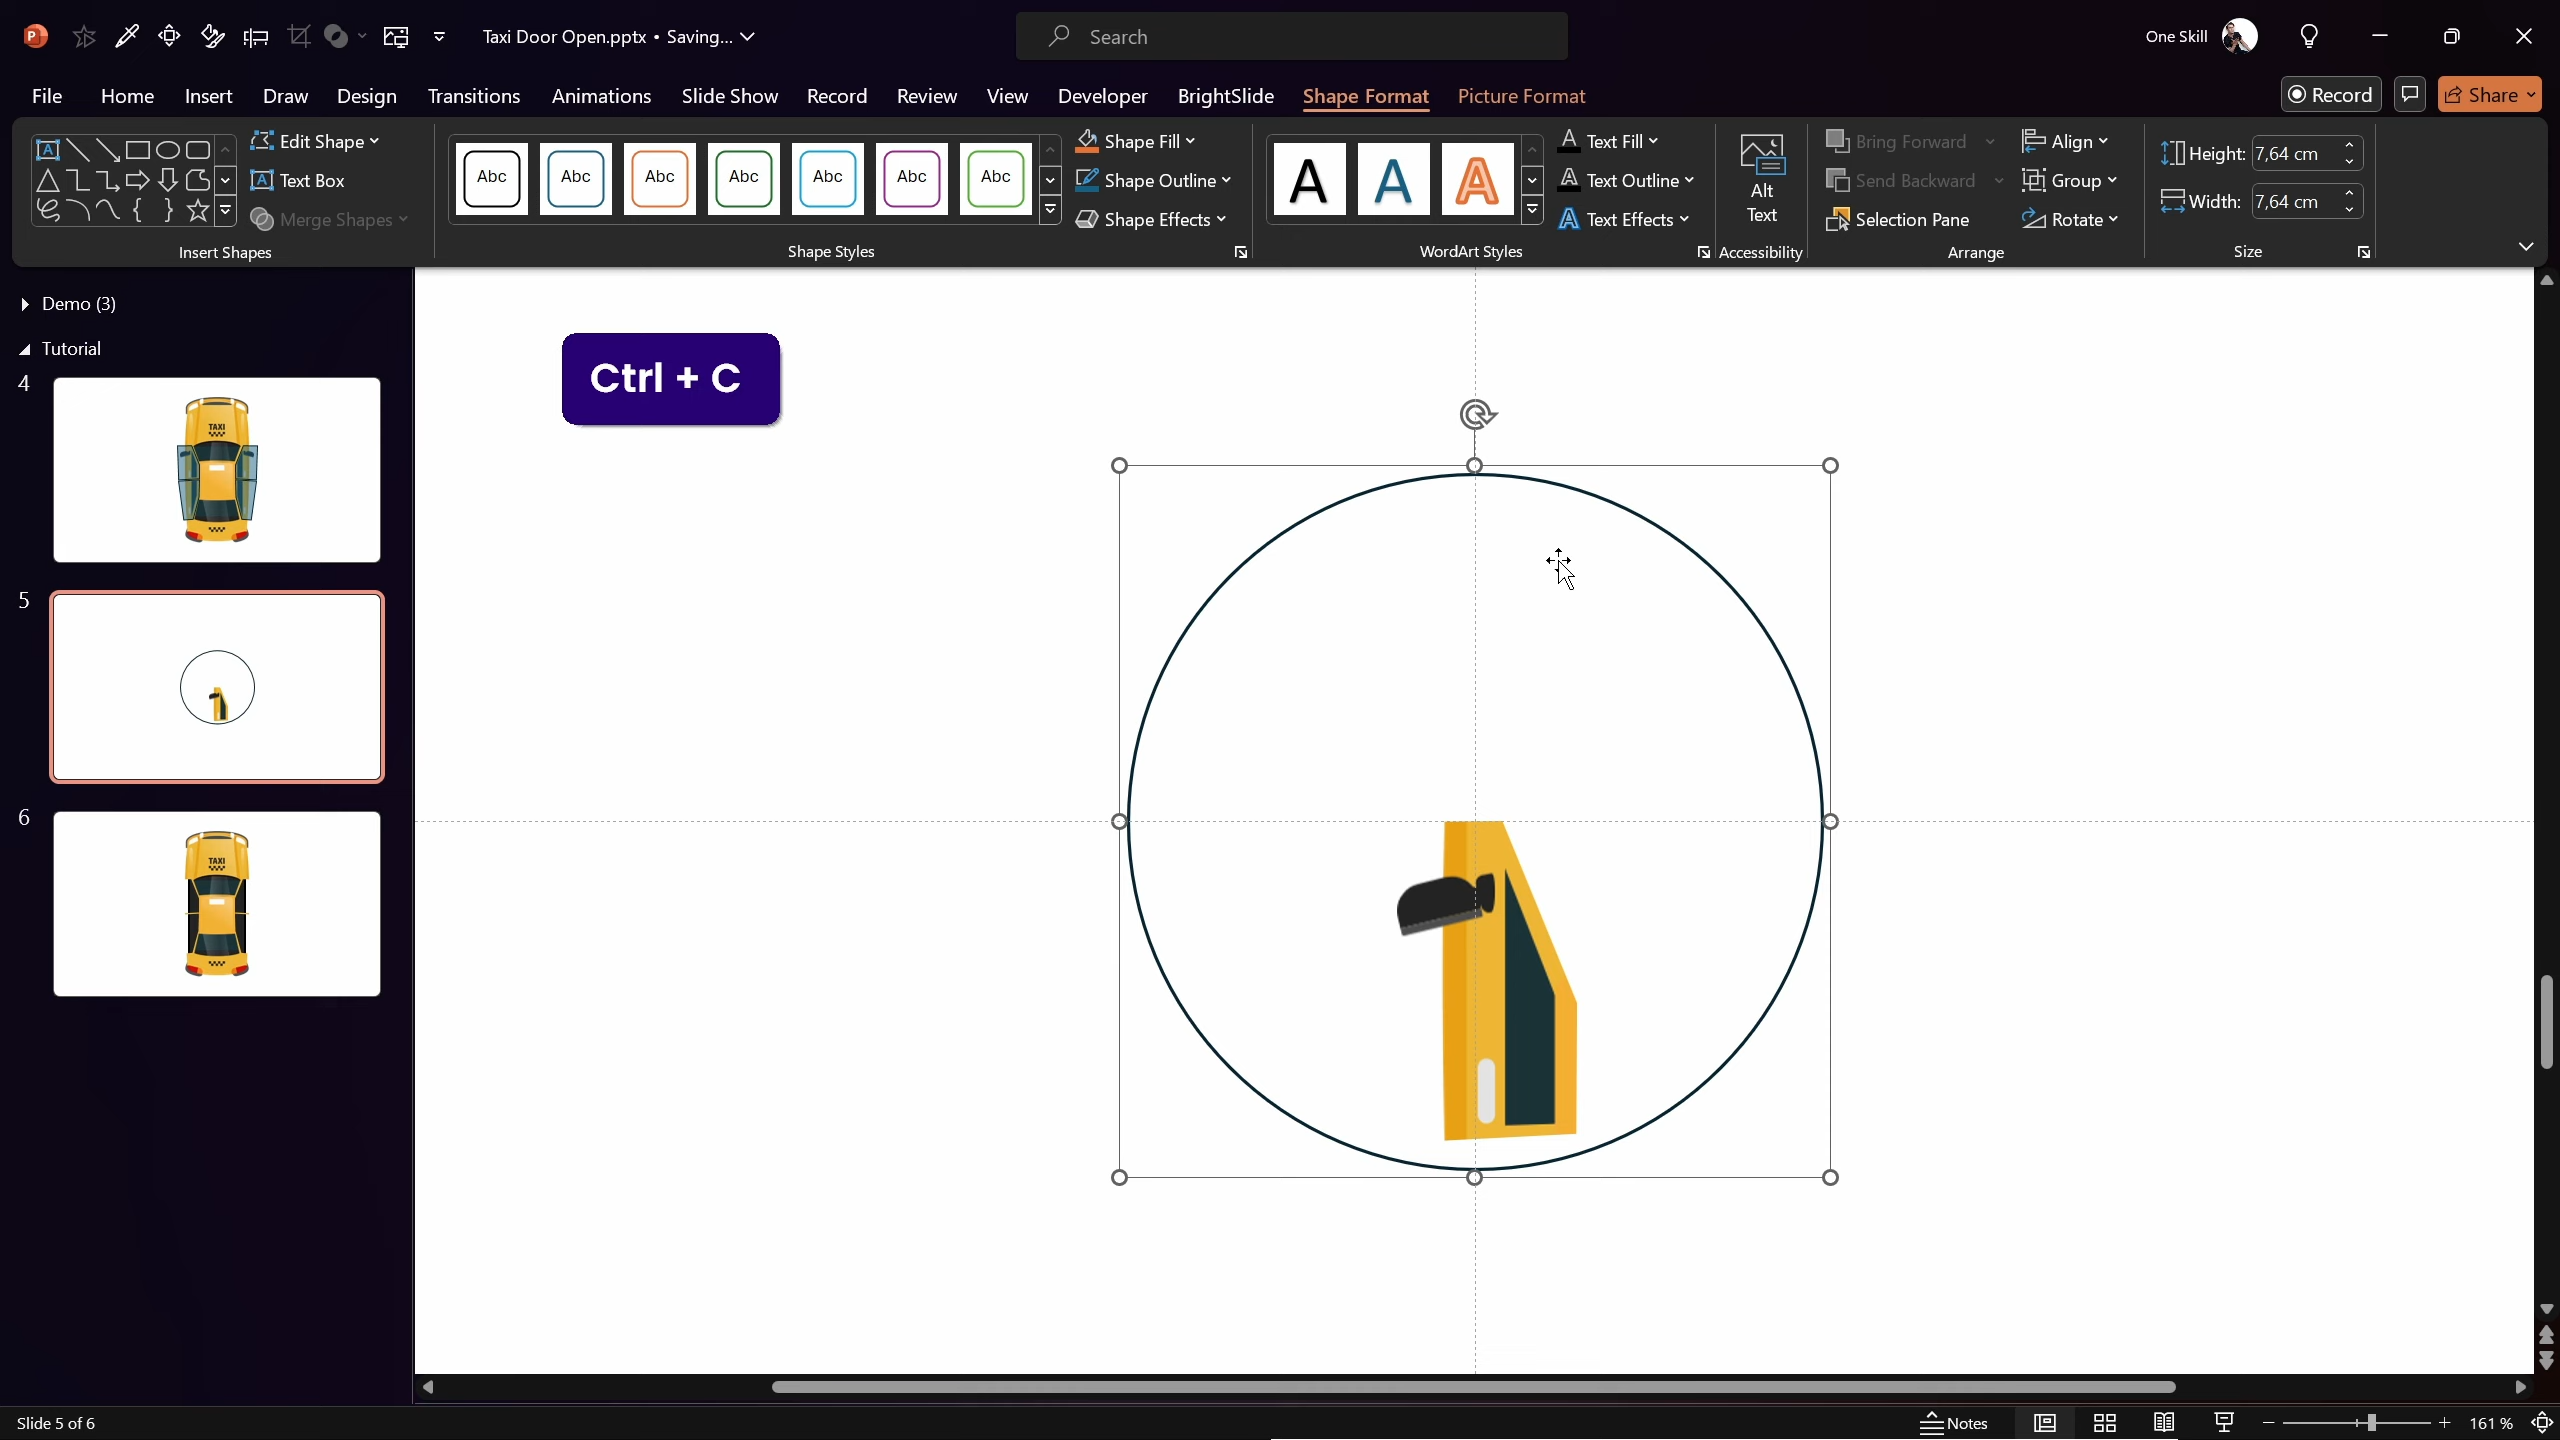 Taxi Door Open.pptx • Saving...
Search
One Skill
File Home Insert Draw Design Transitions Animations Slide Show Record Review View Developer BrightSlide Shape Format Picture Format
Record
Share
Edit Shape
Text Box
Merge Shapes
Insert Shapes
Abc Abc Abc Abc Abc Abc Abc
Shape Styles
Shape Fill
Shape Outline
Shape Effects
A A A
WordArt Styles
Text Fill
Text Outline
Text Effects
Alt
Text
Accessibility
Bring Forward
Send Backward
Selection Pane
Align
Group
Rotate
Arrange
Height: 7,64 cm
Width: 7,64 cm
Size
Demo (3)
Tutorial
4
TAXI
5
6
TAXI
Ctrl + C
Slide 5 of 6
Notes
161 %